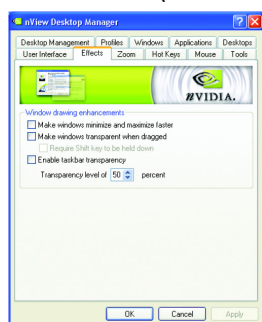 nView Desktop Manager
Desktop Management Profiles Windows Applications Desktops
User Interface Effects Zoom Hot Keys Mouse Tools
NVIDIA.
Window drawing enhancements
Make windows minimize and maximize faster
Make windows transparent when dragged
Require Shift key to be held down
Enable taskbar transparency
Transparency level of 50 percent
OK Cancel Apply